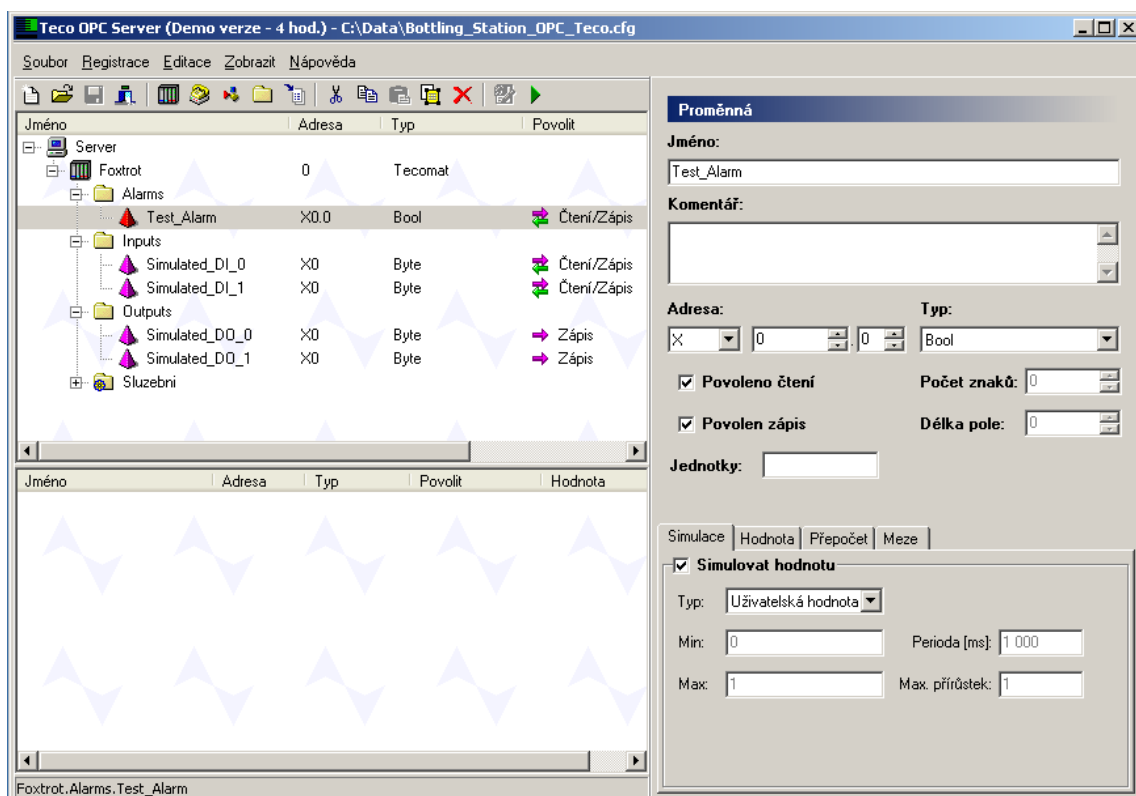 Teco OPC Server (Demo verze - 4 hod.) - C:\Data\Bottling_Station_OPC_Teco.cfg
Soubor Registrace Editace Zobrazit Nápověda
Jméno Adresa Typ Povolit
Server
Foxtrot 0 Tecomat
Alarms
Test_Alarm X0.0 Bool Čtení/Zápis
Inputs
Simulated_DI_0 X0 Byte Čtení/Zápis
Simulated_DI_1 X0 Byte Čtení/Zápis
Outputs
Simulated_DO_0 X0 Byte Zápis
Simulated_DO_1 X0 Byte Zápis
Sluzebni
Jméno Adresa Typ Povolit Hodnota
Foxtrot.Alarms.Test_Alarm
Proměnná
Jméno:
Test_Alarm
Komentář:
Adresa: Typ:
X 0 . 0 Bool
Povoleno čtení Počet znaků: 0
Povolen zápis Délka pole: 0
Jednotky:
Simulace Hodnota Přepočet Meze
Simulovat hodnotu
Typ: Uživatelská hodnota
Min: 0 Perioda [ms]: 1 000
Max: 1 Max. přírůstek: 1